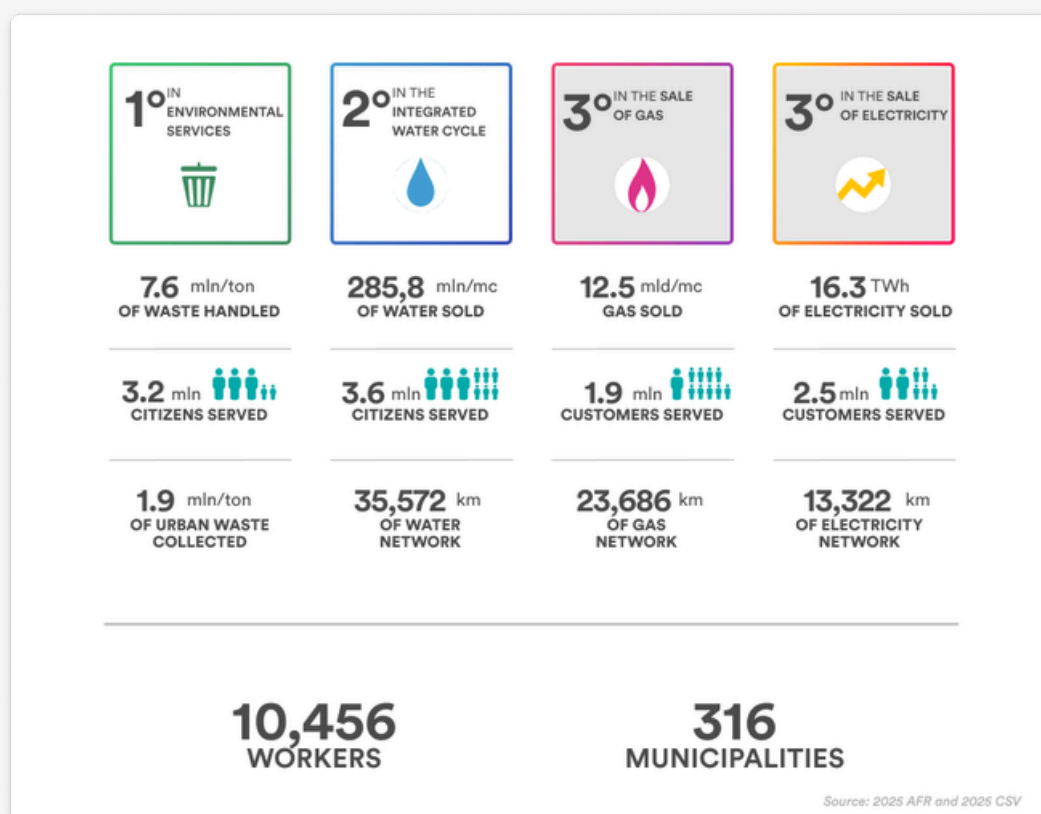 1° IN
ENVIRONMENTAL
SERVICES
2° IN THE
INTEGRATED
WATER CYCLE
3° IN THE SALE
OF GAS
3° IN THE SALE
OF ELECTRICITY
7.6 mln/ton
OF WASTE HANDLED
285,8 mln/mc
OF WATER SOLD
12.5 mld/mc
GAS SOLD
16.3 TWh
OF ELECTRICITY SOLD
3.2 mln
CITIZENS SERVED
3.6 mln
CITIZENS SERVED
1.9 mln
CUSTOMERS SERVED
2.5 mln
CUSTOMERS SERVED
1.9 mln/ton
OF URBAN WASTE
COLLECTED
35,572 km
OF WATER
NETWORK
23,686 km
OF GAS
NETWORK
13,322 km
OF ELECTRICITY
NETWORK
10,456
WORKERS
316
MUNICIPALITIES
Source: 2025 AFR and 2025 CSV